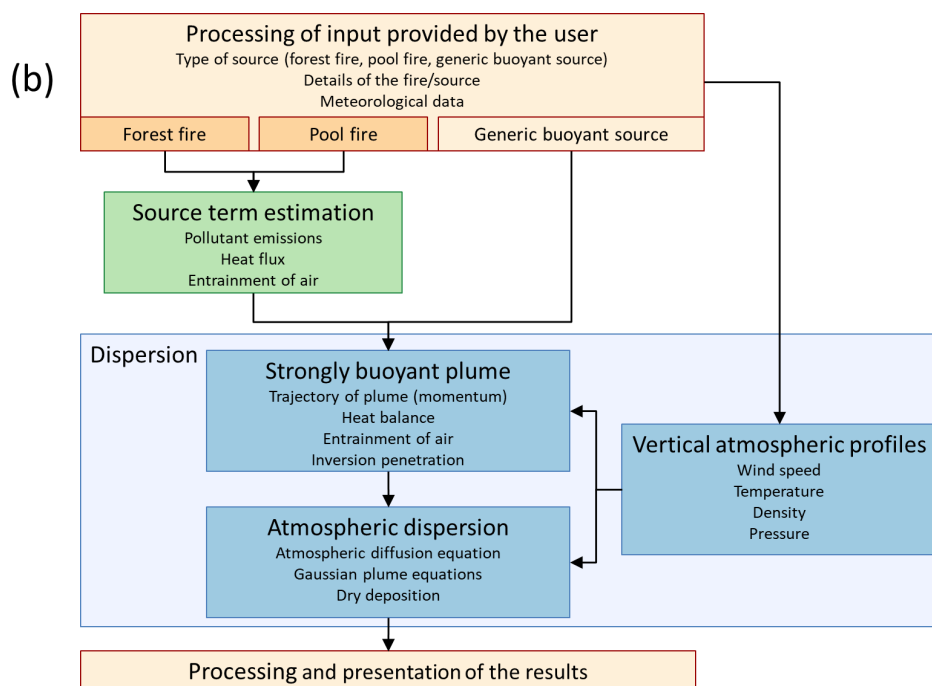 (b)
Processing of input provided by the user
Type of source (forest fire, pool fire, generic buoyant source)
Details of the fire/source
Meteorological data
Forest fire
Pool fire
Generic buoyant source
Source term estimation
Pollutant emissions
Heat flux
Entrainment of air
Dispersion
Strongly buoyant plume
Trajectory of plume (momentum)
Heat balance
Entrainment of air
Inversion penetration
Vertical atmospheric profiles
Wind speed
Temperature
Density
Pressure
Atmospheric dispersion
Atmospheric diffusion equation
Gaussian plume equations
Dry deposition
Processing and presentation of the results